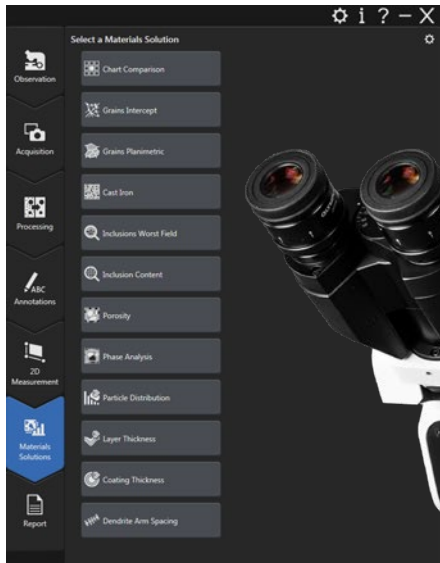 i ? – X
Select a Materials Solution
Observation
Acquisition
Processing
ABC
Annotations
2D
Measurement
Materials
Solutions
Report
Chart Comparison
Grains Intercept
Grains Planimetric
Cast Iron
Inclusions Worst Field
Inclusion Content
Porosity
Phase Analysis
Particle Distribution
Layer Thickness
Coating Thickness
Dendrite Arm Spacing